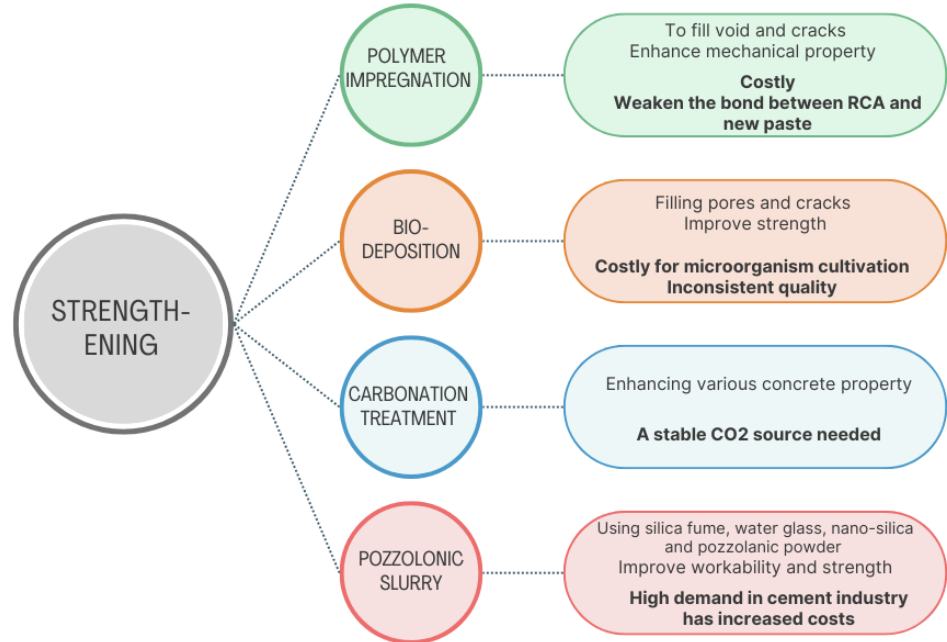 STRENGTH-
ENING
POLYMER
IMPREGNATION
To fill void and cracks
Enhance mechanical property
Costly
Weaken the bond between RCA and
new paste
BIO-
DEPOSITION
Filling pores and cracks
Improve strength
Costly for microorganism cultivation
Inconsistent quality
CARBONATION
TREATMENT
Enhancing various concrete property
A stable CO2 source needed
POZZOLONIC
SLURRY
Using silica fume, water glass, nano-silica
and pozzolanic powder
Improve workability and strength
High demand in cement industry
has increased costs